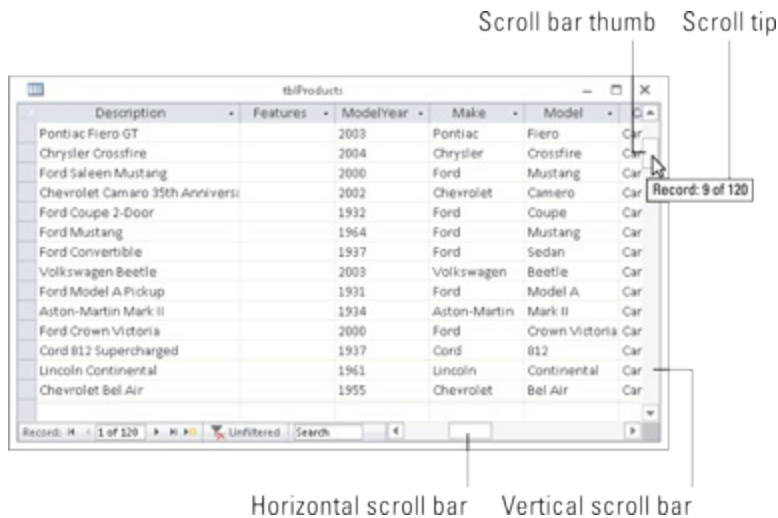 Scroll bar thumb Scroll tip
tblProducts
Description Features ModelYear Make Model
Pontiac Fiero GT 2003 Pontiac Fiero Car
Chrysler Crossfire 2004 Chrysler Crossfire Car
Ford Saleen Mustang 2000 Ford Mustang Car
Chevrolet Camaro 35th Anniversa 2002 Chevrolet Camero Car
Record: 9 of 120
Ford Coupe 2-Door 1932 Ford Coupe Car
Ford Mustang 1964 Ford Mustang Car
Ford Convertible 1937 Ford Sedan Car
Volkswagen Beetle 2003 Volkswagen Beetle Car
Ford Model A Pickup 1931 Ford Model A Car
Aston-Martin Mark II 1934 Aston-Martin Mark II Car
Ford Crown Victoria 2000 Ford Crown Victoria Car
Cord 812 Supercharged 1937 Cord 812 Car
Lincoln Continental 1961 Lincoln Continental Car
Chevrolet Bel Air 1955 Chevrolet Bel Air Car
Record: 1 of 120 Unfiltered Search
Horizontal scroll bar Vertical scroll bar